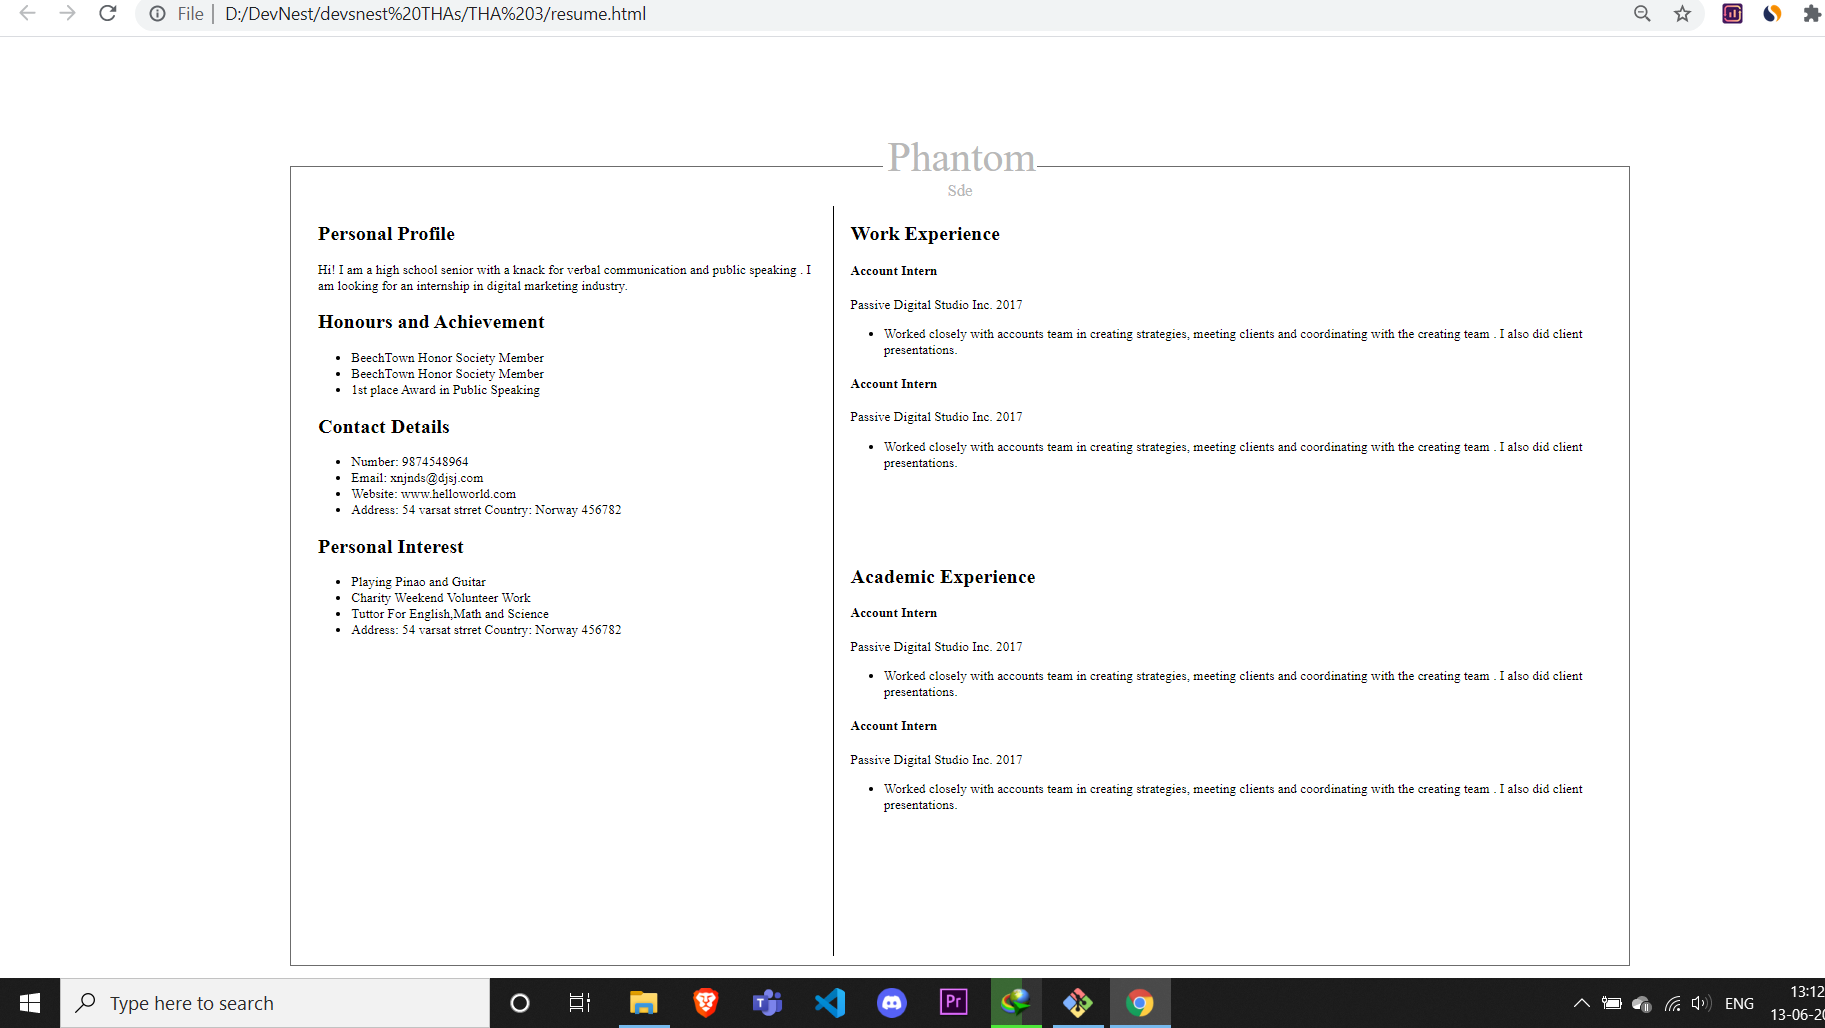 File | D:/DevNest/devsnest%20THAs/THA%203/resume.html
Phantom
Sde
Personal Profile
Hi! I am a high school senior with a knack for verbal communication and public speaking . I
am looking for an internship in digital marketing industry.
Honours and Achievement
• BeechTown Honor Society Member
• BeechTown Honor Society Member
• 1st place Award in Public Speaking
Contact Details
• Number: 9874548964
• Email: xnjnds@djsj.com
• Website: www.helloworld.com
• Address: 54 varsat strret Country: Norway 456782
Personal Interest
• Playing Pinao and Guitar
• Charity Weekend Volunteer Work
• Tuttor For English,Math and Science
• Address: 54 varsat strret Country: Norway 456782
Work Experience
Account Intern
Passive Digital Studio Inc. 2017
• Worked closely with accounts team in creating strategies, meeting clients and coordinating with the creating team . I also did client
presentations.
Account Intern
Passive Digital Studio Inc. 2017
• Worked closely with accounts team in creating strategies, meeting clients and coordinating with the creating team . I also did client
presentations.
Academic Experience
Account Intern
Passive Digital Studio Inc. 2017
• Worked closely with accounts team in creating strategies, meeting clients and coordinating with the creating team . I also did client
presentations.
Account Intern
Passive Digital Studio Inc. 2017
• Worked closely with accounts team in creating strategies, meeting clients and coordinating with the creating team . I also did client
presentations.
Type here to search
T
Pr
ENG
13:12
13-06-20